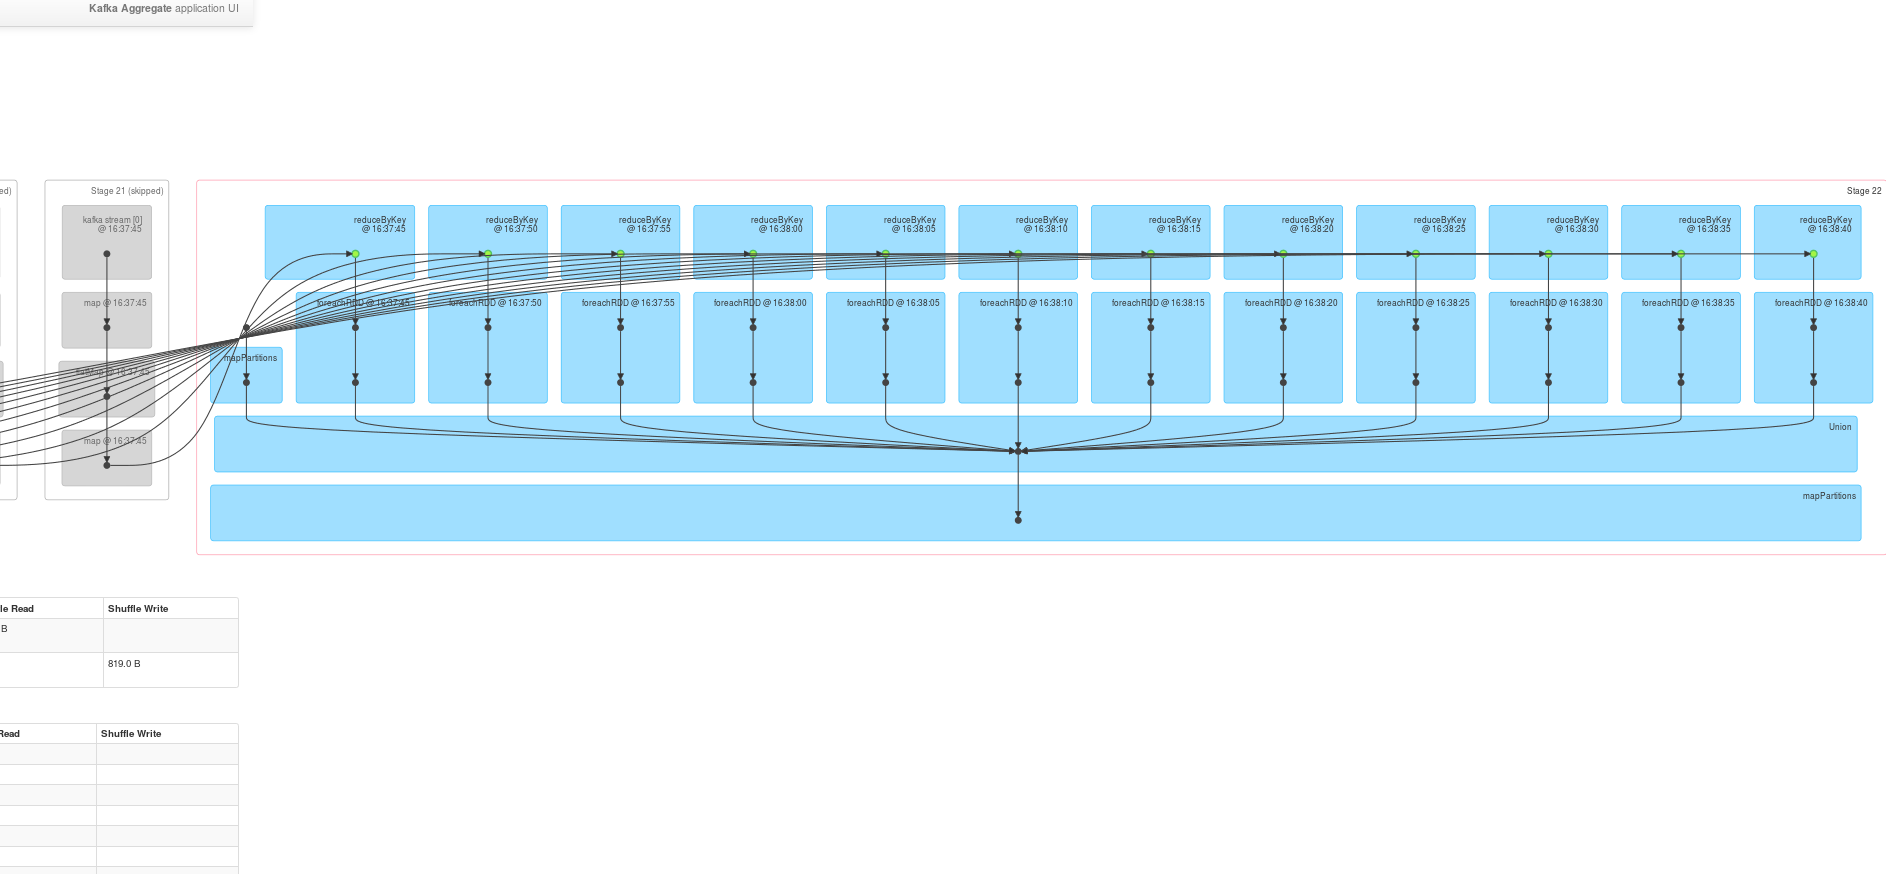 Kafka Aggregate application UI
ed)
Stage 21 (skipped)
Stage 22
kafka stream [0]
@ 16:37:45
reduceByKey
@ 16:37:45
reduceByKey
@ 16:37:50
reduceByKey
@ 16:37:55
reduceByKey
@ 16:38:00
reduceByKey
@ 16:38:05
reduceByKey
@ 16:38:10
reduceByKey
@ 16:38:15
reduceByKey
@ 16:38:20
reduceByKey
@ 16:38:25
reduceByKey
@ 16:38:30
reduceByKey
@ 16:38:35
reduceByKey
@ 16:38:40
map @ 16:37:45
foreachRDD @ 16:37:45
foreachRDD @ 16:37:50
foreachRDD @ 16:37:55
foreachRDD @ 16:38:00
foreachRDD @ 16:38:05
foreachRDD @ 16:38:10
foreachRDD @ 16:38:15
foreachRDD @ 16:38:20
foreachRDD @ 16:38:25
foreachRDD @ 16:38:30
foreachRDD @ 16:38:35
foreachRDD @ 16:38:40
mapPartitions
flatMap @ 16:37:45
map @ 16:37:45
Union
mapPartitions
le Read
Shuffle Write
B
819.0 B
Read
Shuffle Write